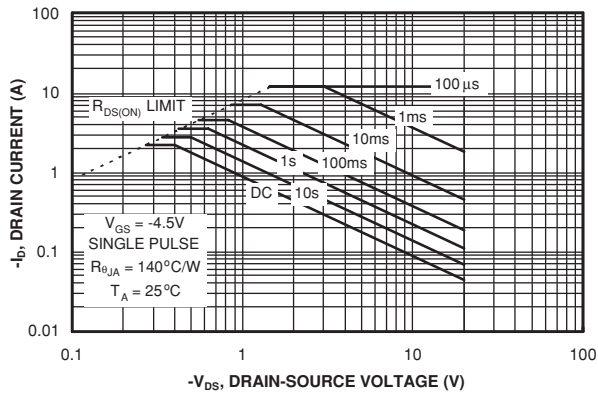 100
10
1
0.1
0.01
0.1
1
10
100
-I_D, DRAIN CURRENT (A)
-V_DS, DRAIN-SOURCE VOLTAGE (V)
R_DS(ON) LIMIT
100 µs
1ms
10ms
100ms
1s
10s
DC
V_GS = -4.5V
SINGLE PULSE
R_θJA = 140°C/W
T_A = 25°C